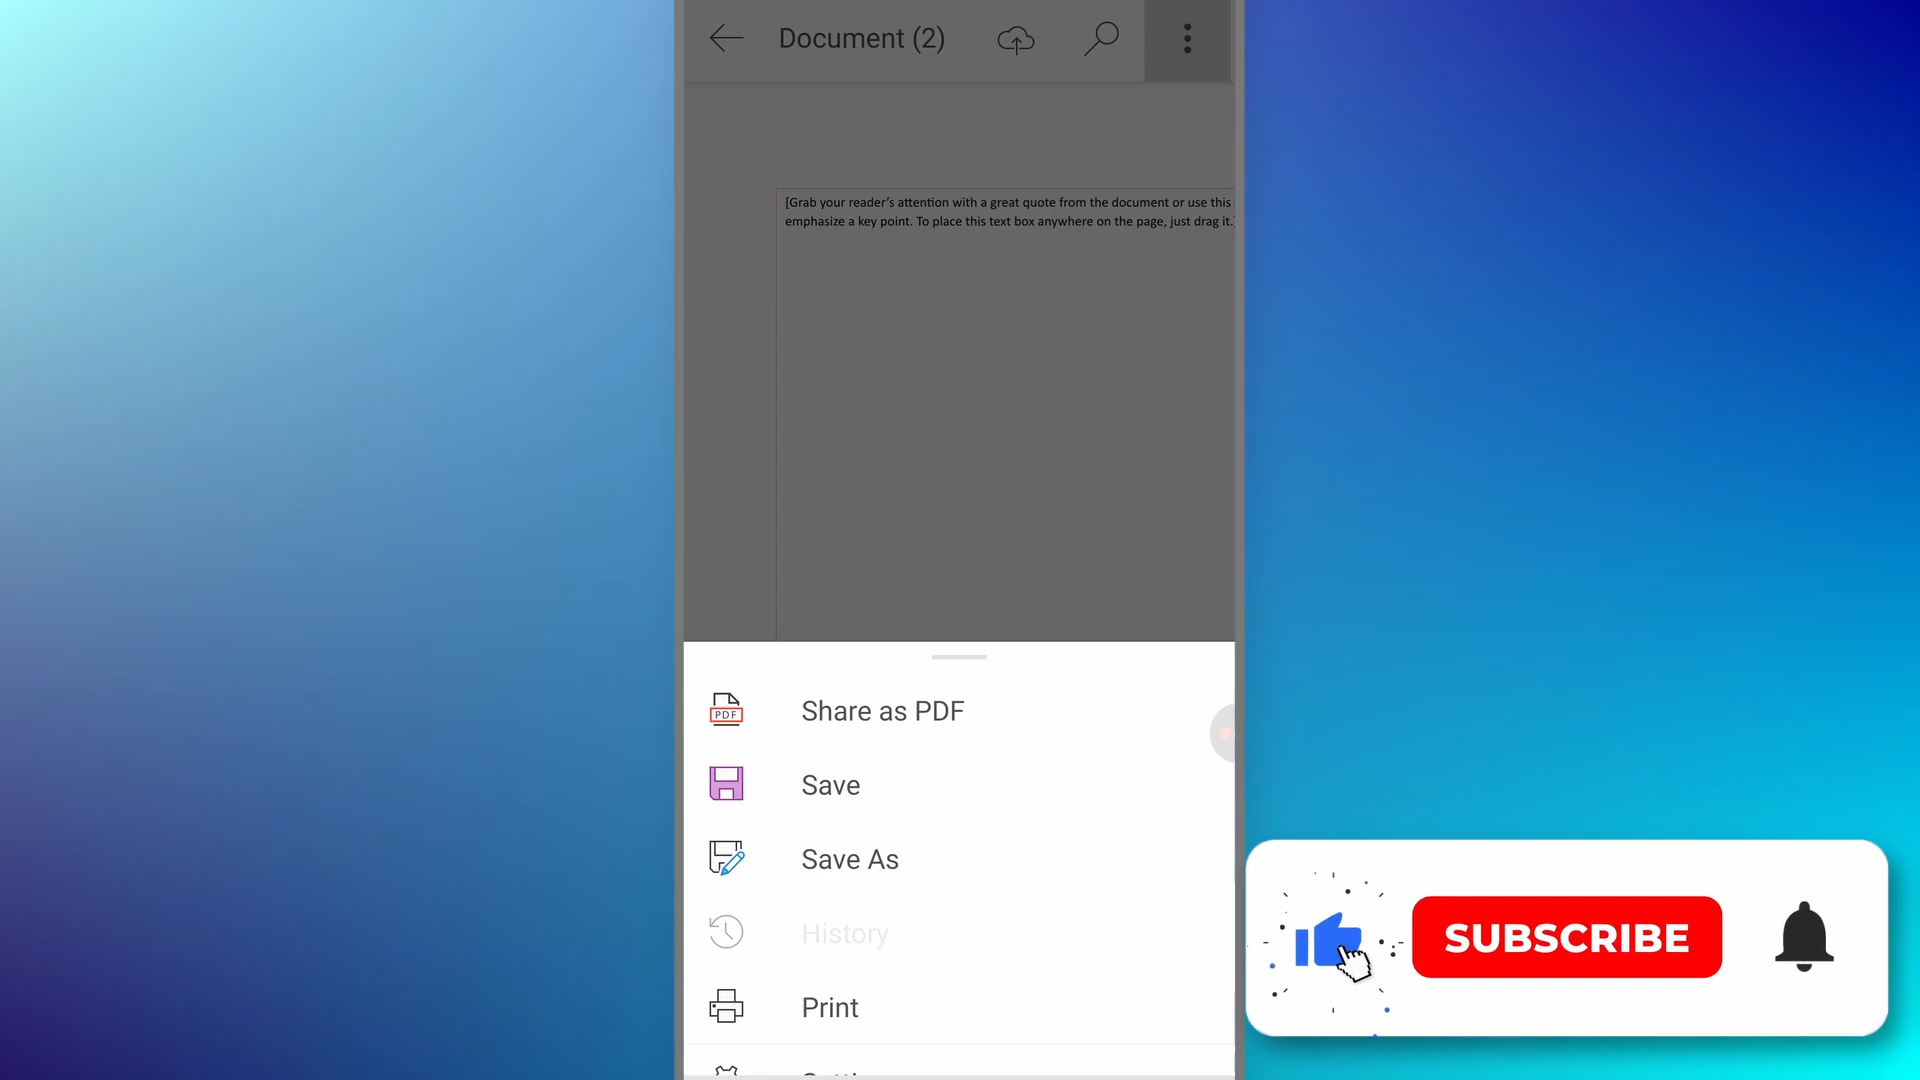 Document (2)
[Grab your reader’s attention with a great quote from the document or use this
emphasize a key point. To place this text box anywhere on the page, just drag it.]
PDF
Share as PDF
Save
Save As
History
Print
SUBSCRIBE